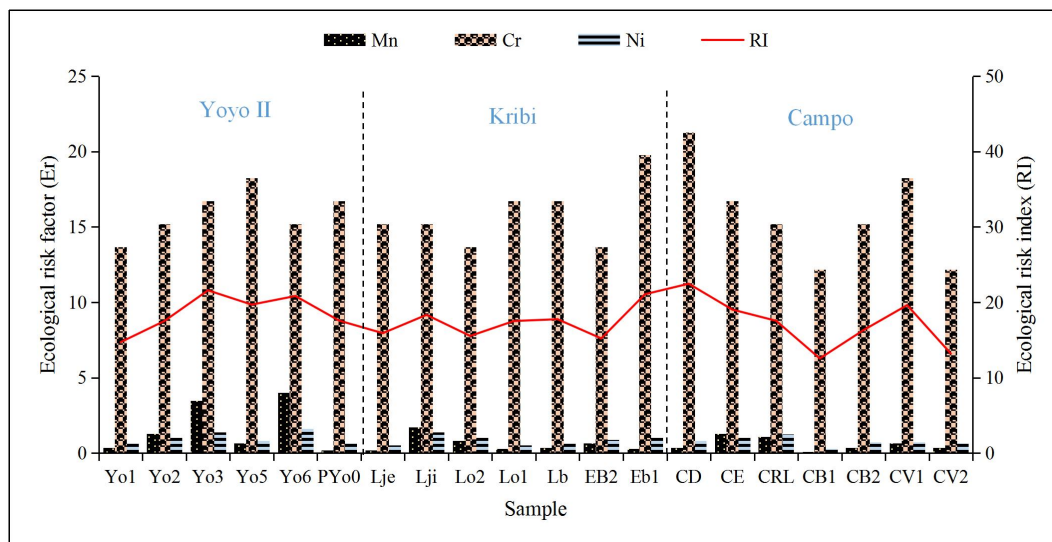 Mn Cr Ni RI
25 50
Yoyo II Kribi Campo
20 40
15 30
10 20
5 10
0 0
Ecological risk factor (Er)
Ecological risk index (RI)
Yo1 Yo2 Yo3 Yo5 Yo6 PYo0 Lje Lji Lo2 Lo1 Lb EB2 Eb1 CD CE CRL CB1 CB2 CV1 CV2
Sample